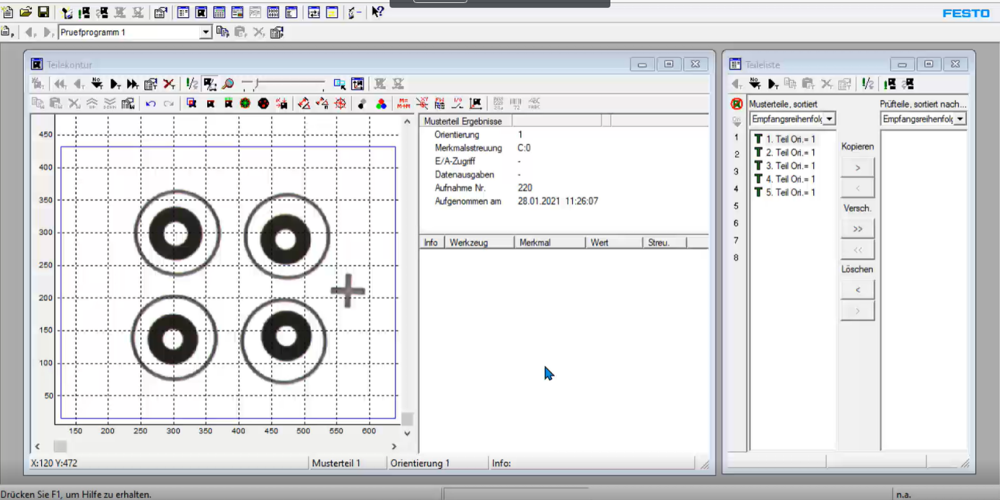 FESTO
Pruefprogramm 1
Teilekontur
450
400
350
300
250
200
150
100
50
150 200 250 300 350 400 450 500 550 600
X:120 Y:472
Musterteil 1
Orientierung 1
Info:
Musterteil Ergebnisse
Orientierung 1
Merkmalsstreuung C:0
E/A-Zugriff -
Datenausgaben -
Aufnahme Nr. 220
Aufgenommen am 28.01.2021 11:26:07
Info Werkzeug Merkmal Wert Streu.
Teileliste
Musterteile, sortiert
Empfangsreihenfolg
1
2
3
4
5
6
7
8
1. Teil Ori.= 1
2. Teil Ori.= 1
3. Teil Ori.= 1
4. Teil Ori.= 1
5. Teil Ori.= 1
Kopieren
>
<
Versch.
>>
<<
Löschen
<
>
Prüfteile, sortiert nach...
Empfangsreihenfolg
Drücken Sie F1, um Hilfe zu erhalten.
n.a.